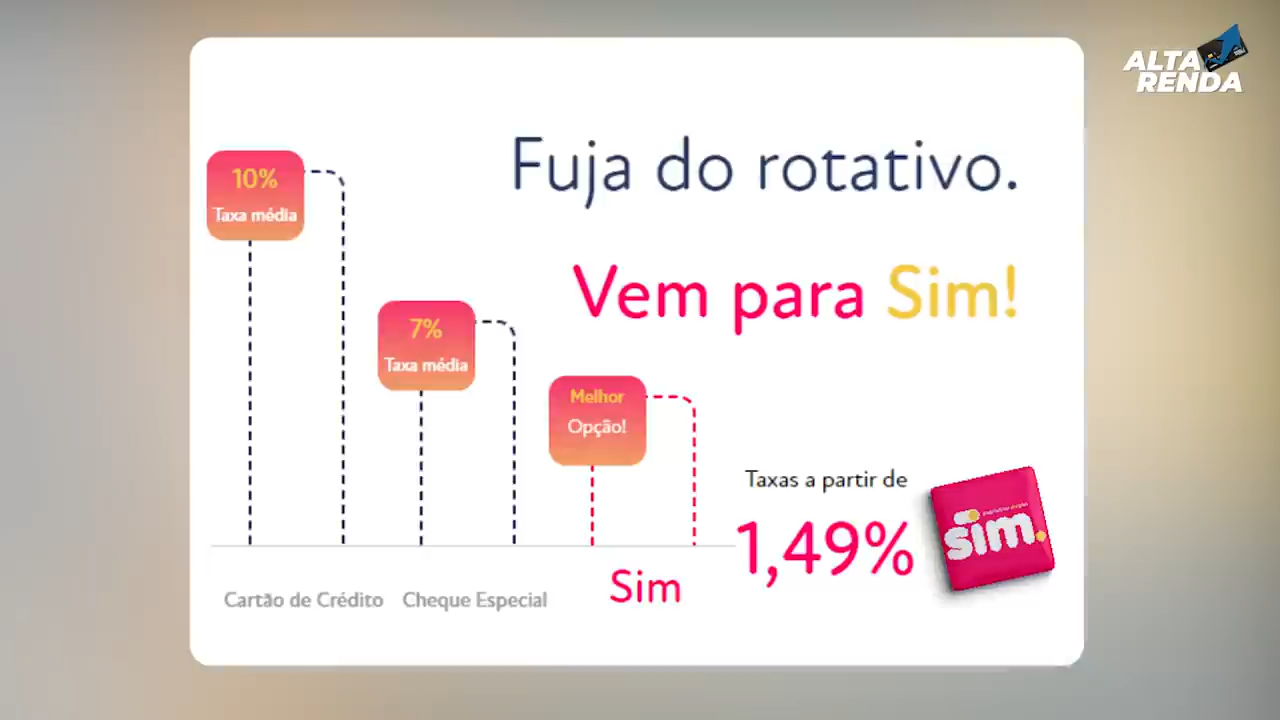 ALTA
RENDA
Fuja do rotativo.
Vem para Sim!
10%
Taxa média
7%
Taxa média
Melhor
Opção!
Taxas a partir de
1,49%
sim.
Cartão de Crédito
Cheque Especial
Sim